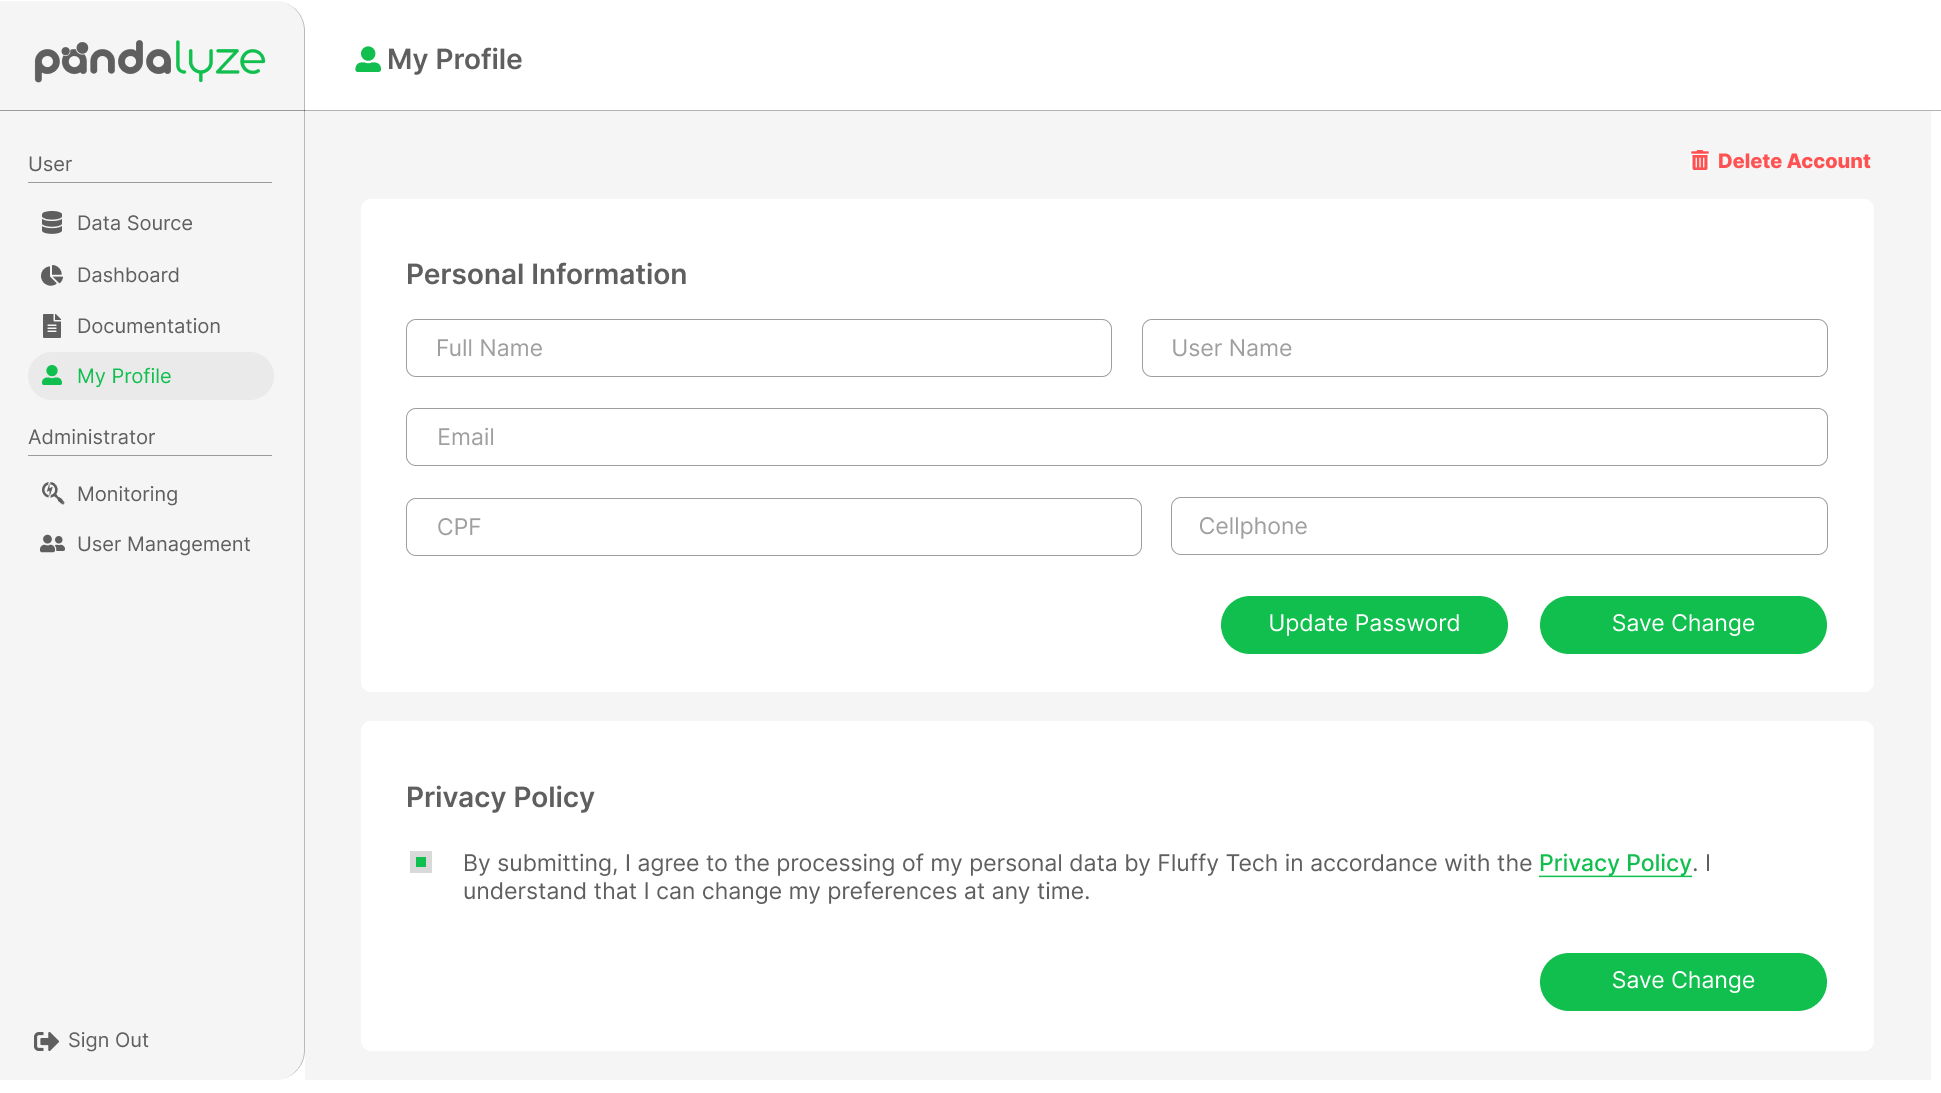 pandalyze
My Profile
User
Data Source
Dashboard
Documentation
My Profile
Administrator
Monitoring
User Management
Sign Out
Delete Account
Personal Information
Full Name
User Name
Email
CPF
Cellphone
Update Password
Save Change
Privacy Policy
By submitting, I agree to the processing of my personal data by Fluffy Tech in accordance with the Privacy Policy. I
understand that I can change my preferences at any time.
Save Change